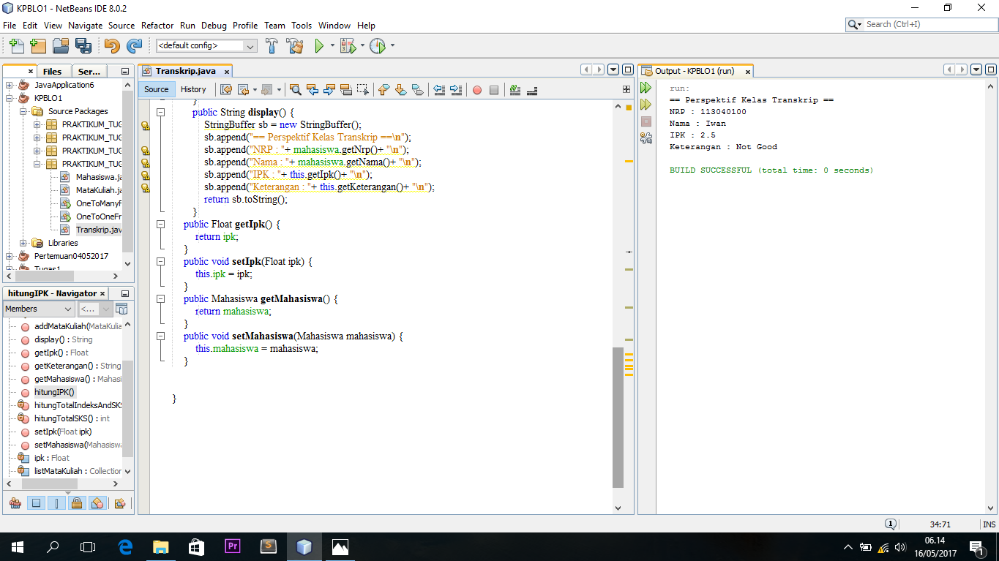 KPBLO1 - NetBeans IDE 8.0.2
File Edit View Navigate Source Refactor Run Debug Profile Team Tools Window Help
Search (Ctrl+I)
<default config>
Files
Ser...
JavaApplication6
KPBLO1
Source Packages
PRAKTIKUM_TUG
PRAKTIKUM_TUG
PRAKTIKUM_TUG
PRAKTIKUM_TUG
Mahasiswa.ja
MataKuliah.ja
OneToManyF
OneToOneFr
Transkrip.jav
Libraries
Pertemuan04052017
Tugas1
hitungIPK - Navigator
Members
<...
addMataKuliah(MataKulia
display() : String
getIpk() : Float
getKeterangan() : String
getMahasiswa() : Mahasi
hitungIPK()
hitungTotalIndeksAndSKS
hitungTotalSKS() : int
setIpk(Float ipk)
setMahasiswa(Mahasiswa
ipk : Float
listMataKuliah : Collection
Transkrip.java
Source History
}
public String display() {
StringBuffer sb = new StringBuffer();
sb.append("== Perspektif Kelas Transkrip ==\n");
sb.append("NRP : "+ mahasiswa.getNrp()+ "\n");
sb.append("Nama : "+ mahasiswa.getNama()+ "\n");
sb.append("IPK : "+ this.getIpk()+ "\n");
sb.append("Keterangan : "+ this.getKeterangan()+ "\n");
return sb.toString();
}
public Float getIpk() {
return ipk;
}
public void setIpk(Float ipk) {
this.ipk = ipk;
}
public Mahasiswa getMahasiswa() {
return mahasiswa;
}
public void setMahasiswa(Mahasiswa mahasiswa) {
this.mahasiswa = mahasiswa;
}
}
Output - KPBLO1 (run)
run:
== Perspektif Kelas Transkrip ==
NRP : 113040100
Nama : Iwan
IPK : 2.5
Keterangan : Not Good
BUILD SUCCESSFUL (total time: 0 seconds)
1
34:71
INS
Pr
S
06.14
16/05/2017
1